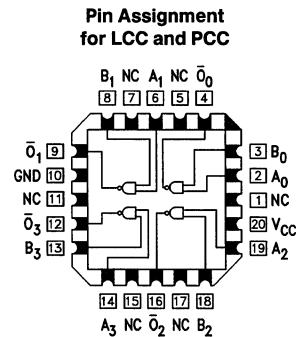 Pin Assignment
for LCC and PCC
B₁ NC A₁ NC Ō₀
8 7 6 5 4
Ō₁ 9
GND 10
NC 11
Ō₃ 12
B₃ 13
3 B₀
2 A₀
1 NC
20 V_CC
19 A₂
14 15 16 17 18
A₃ NC Ō₂ NC B₂